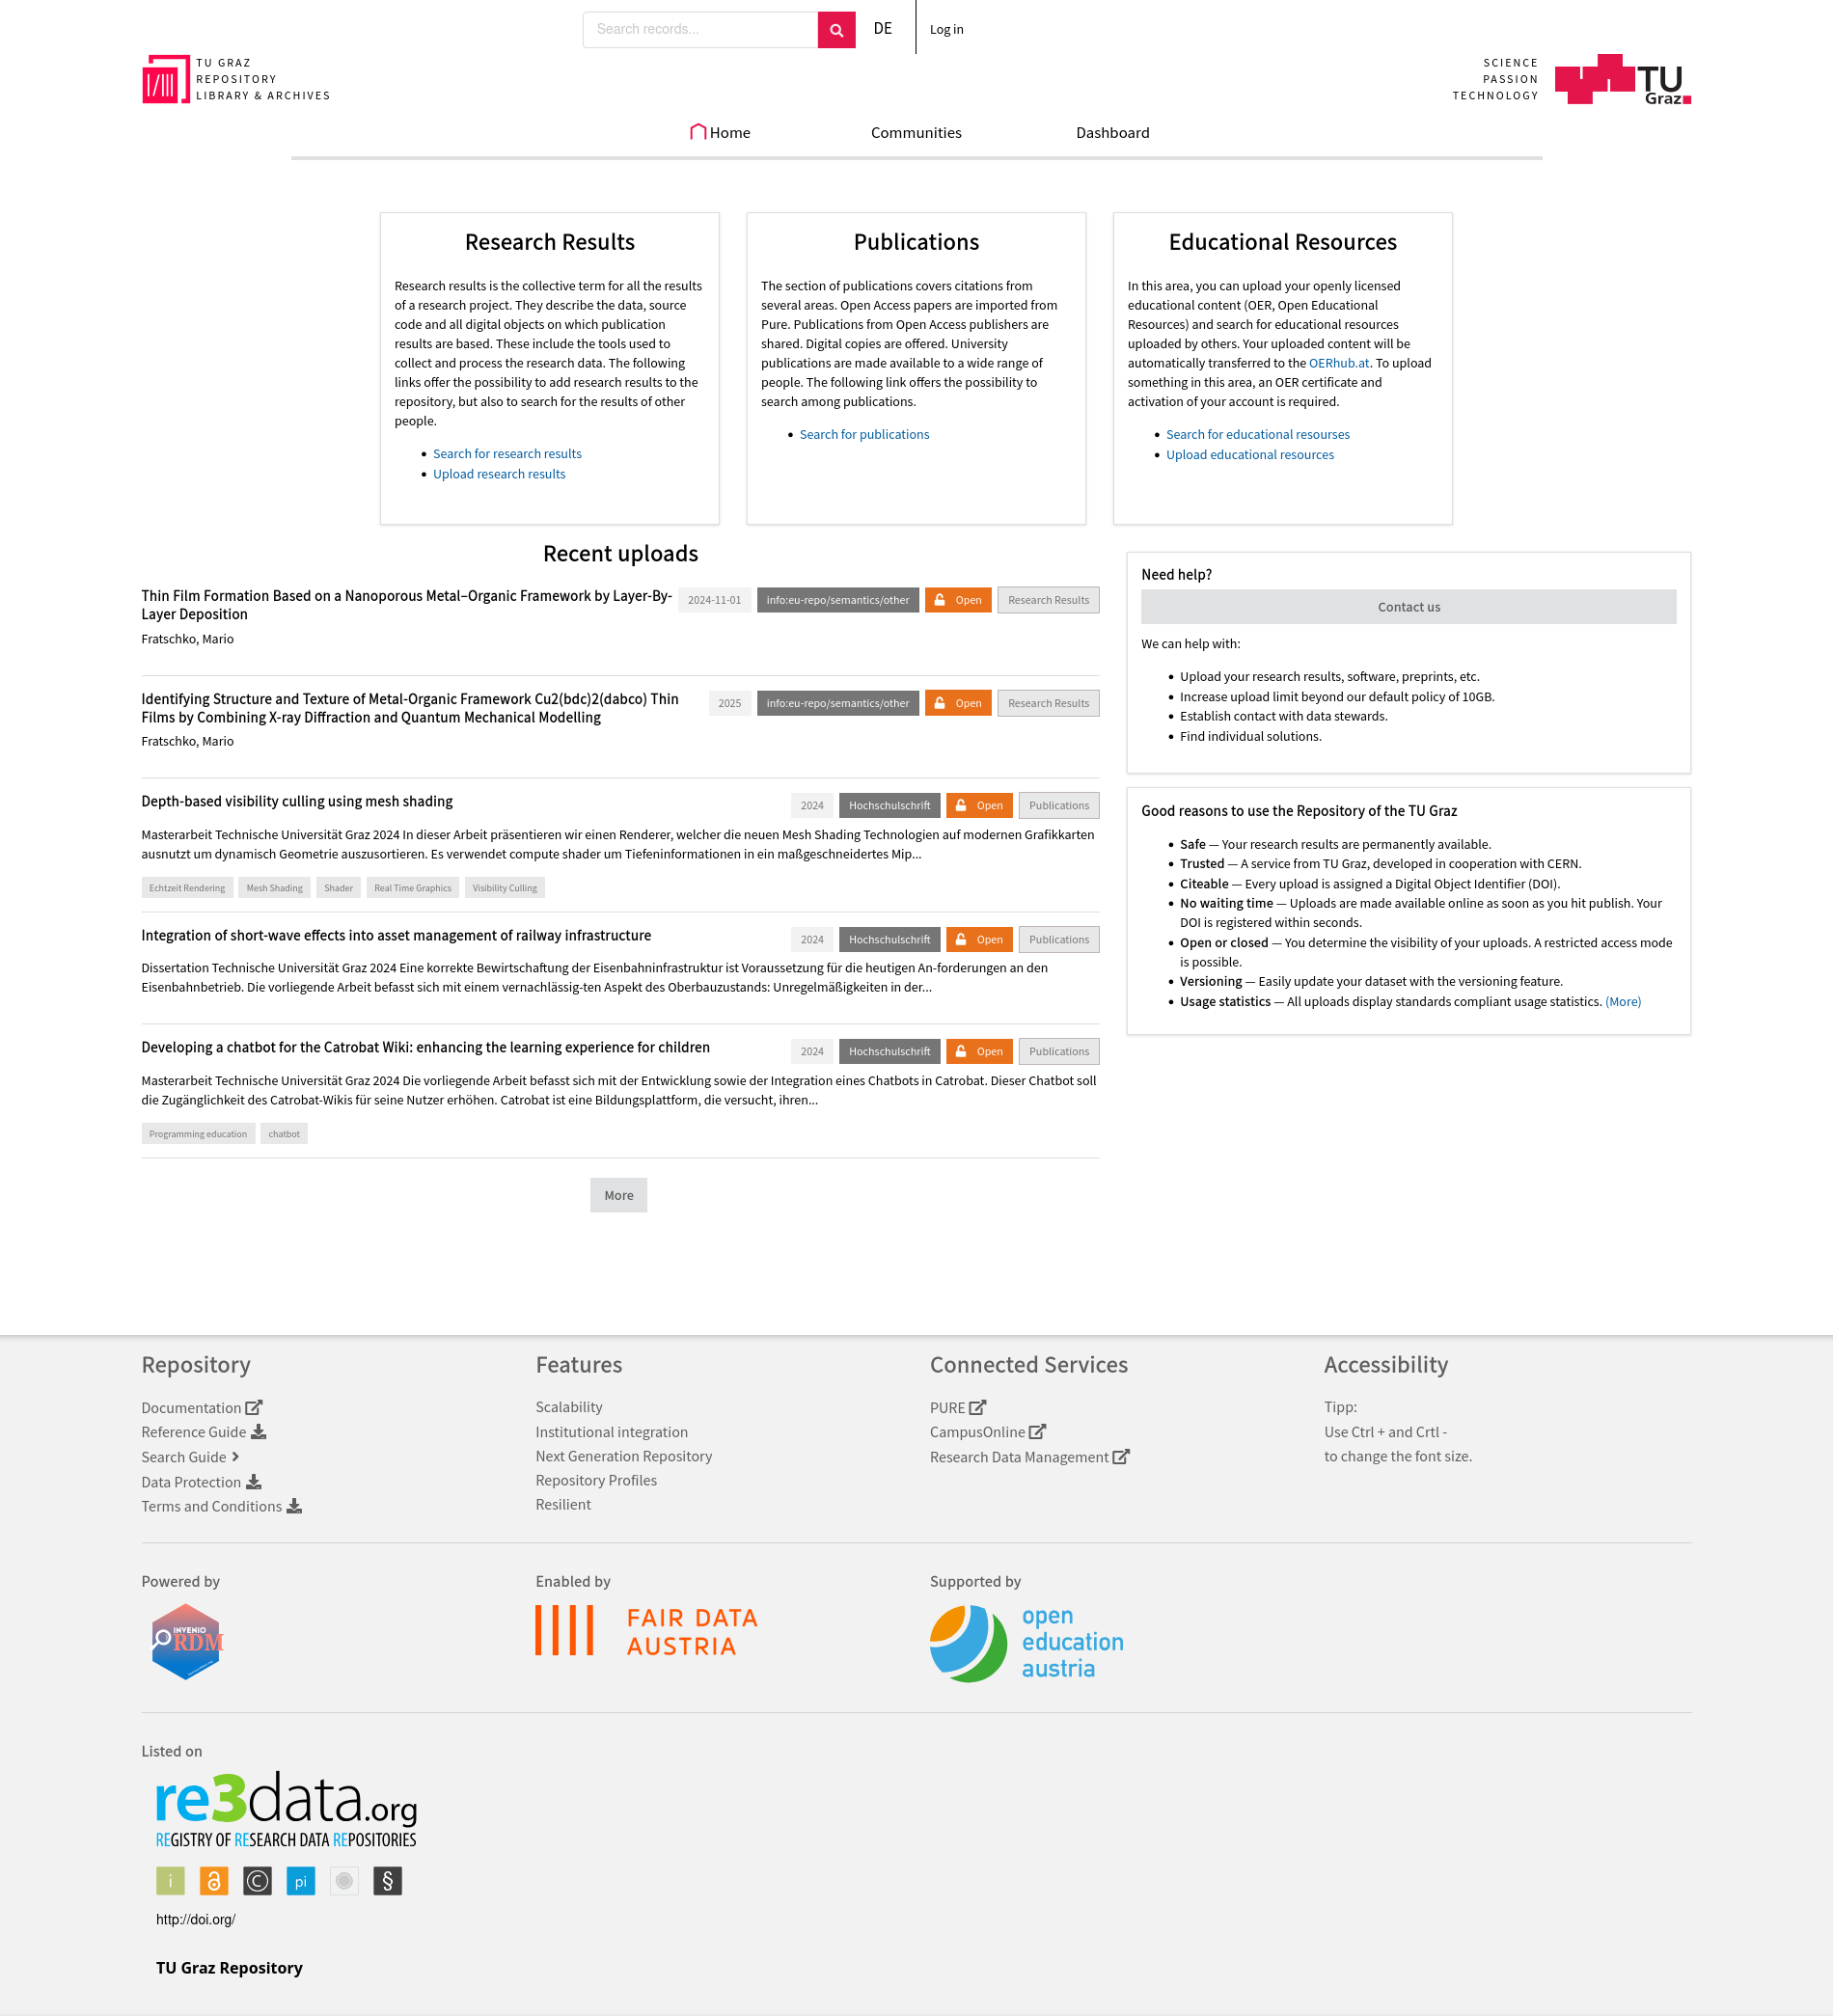 Search records...
DE
Log in
TU GRAZ
REPOSITORY
LIBRARY & ARCHIVES
SCIENCE
PASSION
TECHNOLOGY
TU
Graz
Home
Communities
Dashboard
Research Results
Research results is the collective term for all the results
of a research project. They describe the data, source
code and all digital objects on which publication
results are based. These include the tools used to
collect and process the research data. The following
links offer the possibility to add research results to the
repository, but also to search for the results of other
people.
Search for research results
Upload research results
Publications
The section of publications covers citations from
several areas. Open Access papers are imported from
Pure. Publications from Open Access publishers are
shared. Digital copies are offered. University
publications are made available to a wide range of
people. The following link offers the possibility to
search among publications.
Search for publications
Educational Resources
In this area, you can upload your openly licensed
educational content (OER, Open Educational
Resources) and search for educational resources
uploaded by others. Your uploaded content will be
automatically transferred to the OERhub.at. To upload
something in this area, an OER certificate and
activation of your account is required.
Search for educational resourses
Upload educational resources
Recent uploads
Thin Film Formation Based on a Nanoporous Metal–Organic Framework by Layer-By-
Layer Deposition
2024-11-01
info:eu-repo/semantics/other
Open
Research Results
Fratschko, Mario
Identifying Structure and Texture of Metal-Organic Framework Cu2(bdc)2(dabco) Thin
Films by Combining X-ray Diffraction and Quantum Mechanical Modelling
2025
info:eu-repo/semantics/other
Open
Research Results
Fratschko, Mario
Depth-based visibility culling using mesh shading
2024
Hochschulschrift
Open
Publications
Masterarbeit Technische Universität Graz 2024 In dieser Arbeit präsentieren wir einen Renderer, welcher die neuen Mesh Shading Technologien auf modernen Grafikkarten
ausnutzt um dynamisch Geometrie auszusortieren. Es verwendet compute shader um Tiefeninformationen in ein maßgeschneidertes Mip...
Echtzeit Rendering
Mesh Shading
Shader
Real Time Graphics
Visibility Culling
Integration of short-wave effects into asset management of railway infrastructure
2024
Hochschulschrift
Open
Publications
Dissertation Technische Universität Graz 2024 Eine korrekte Bewirtschaftung der Eisenbahninfrastruktur ist Voraussetzung für die heutigen An-forderungen an den
Eisenbahnbetrieb. Die vorliegende Arbeit befasst sich mit einem vernachlässig-ten Aspekt des Oberbauzustands: Unregelmäßigkeiten in der...
Developing a chatbot for the Catrobat Wiki: enhancing the learning experience for children
2024
Hochschulschrift
Open
Publications
Masterarbeit Technische Universität Graz 2024 Die vorliegende Arbeit befasst sich mit der Entwicklung sowie der Integration eines Chatbots in Catrobat. Dieser Chatbot soll
die Zugänglichkeit des Catrobat-Wikis für seine Nutzer erhöhen. Catrobat ist eine Bildungsplattform, die versucht, ihren...
Programming education
chatbot
More
Need help?
Contact us
We can help with:
Upload your research results, software, preprints, etc.
Increase upload limit beyond our default policy of 10GB.
Establish contact with data stewards.
Find individual solutions.
Good reasons to use the Repository of the TU Graz
Safe — Your research results are permanently available.
Trusted — A service from TU Graz, developed in cooperation with CERN.
Citeable — Every upload is assigned a Digital Object Identifier (DOI).
No waiting time — Uploads are made available online as soon as you hit publish. Your
DOI is registered within seconds.
Open or closed — You determine the visibility of your uploads. A restricted access mode
is possible.
Versioning — Easily update your dataset with the versioning feature.
Usage statistics — All uploads display standards compliant usage statistics. (More)
Repository
Documentation
Reference Guide
Search Guide
Data Protection
Terms and Conditions
Features
Scalability
Institutional integration
Next Generation Repository
Repository Profiles
Resilient
Connected Services
PURE
CampusOnline
Research Data Management
Accessibility
Tipp:
Use Ctrl + and Crtl -
to change the font size.
Powered by
INVENIO
RDM
Enabled by
FAIR DATA
AUSTRIA
Supported by
open
education
austria
Listed on
re3data.org
REGISTRY OF RESEARCH DATA REPOSITORIES
i
C
pi
§
http://doi.org/
TU Graz Repository